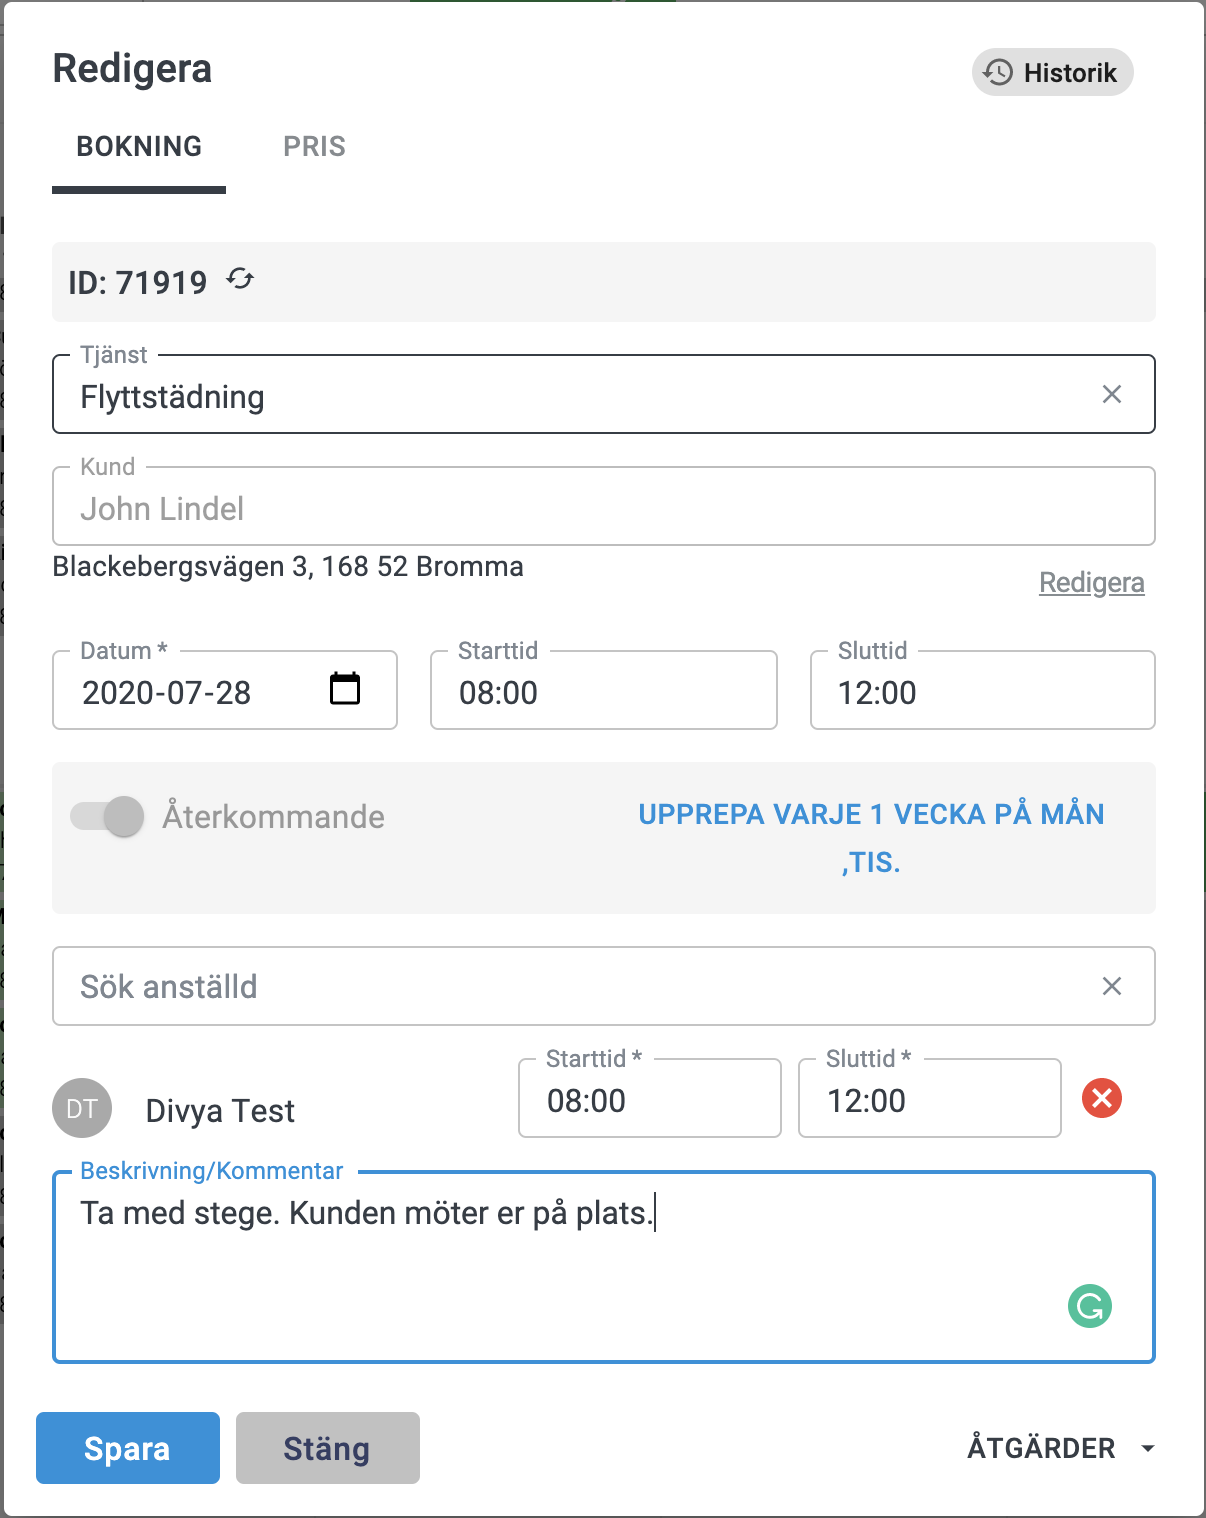 Redigera
Historik
BOKNING PRIS
ID: 71919
Tjänst
Flyttstädning
Kund
John Lindel
Blackebergsvägen 3, 168 52 Bromma
Redigera
Datum * Starttid Sluttid
2020-07-28 08:00 12:00
Återkommande
UPPREPA VARJE 1 VECKA PÅ MÅN
,TIS.
Sök anställd
Starttid * Sluttid *
DT Divya Test 08:00 12:00
Beskrivning/Kommentar
Ta med stege. Kunden möter er på plats.
Spara Stäng ÅTGÄRDER